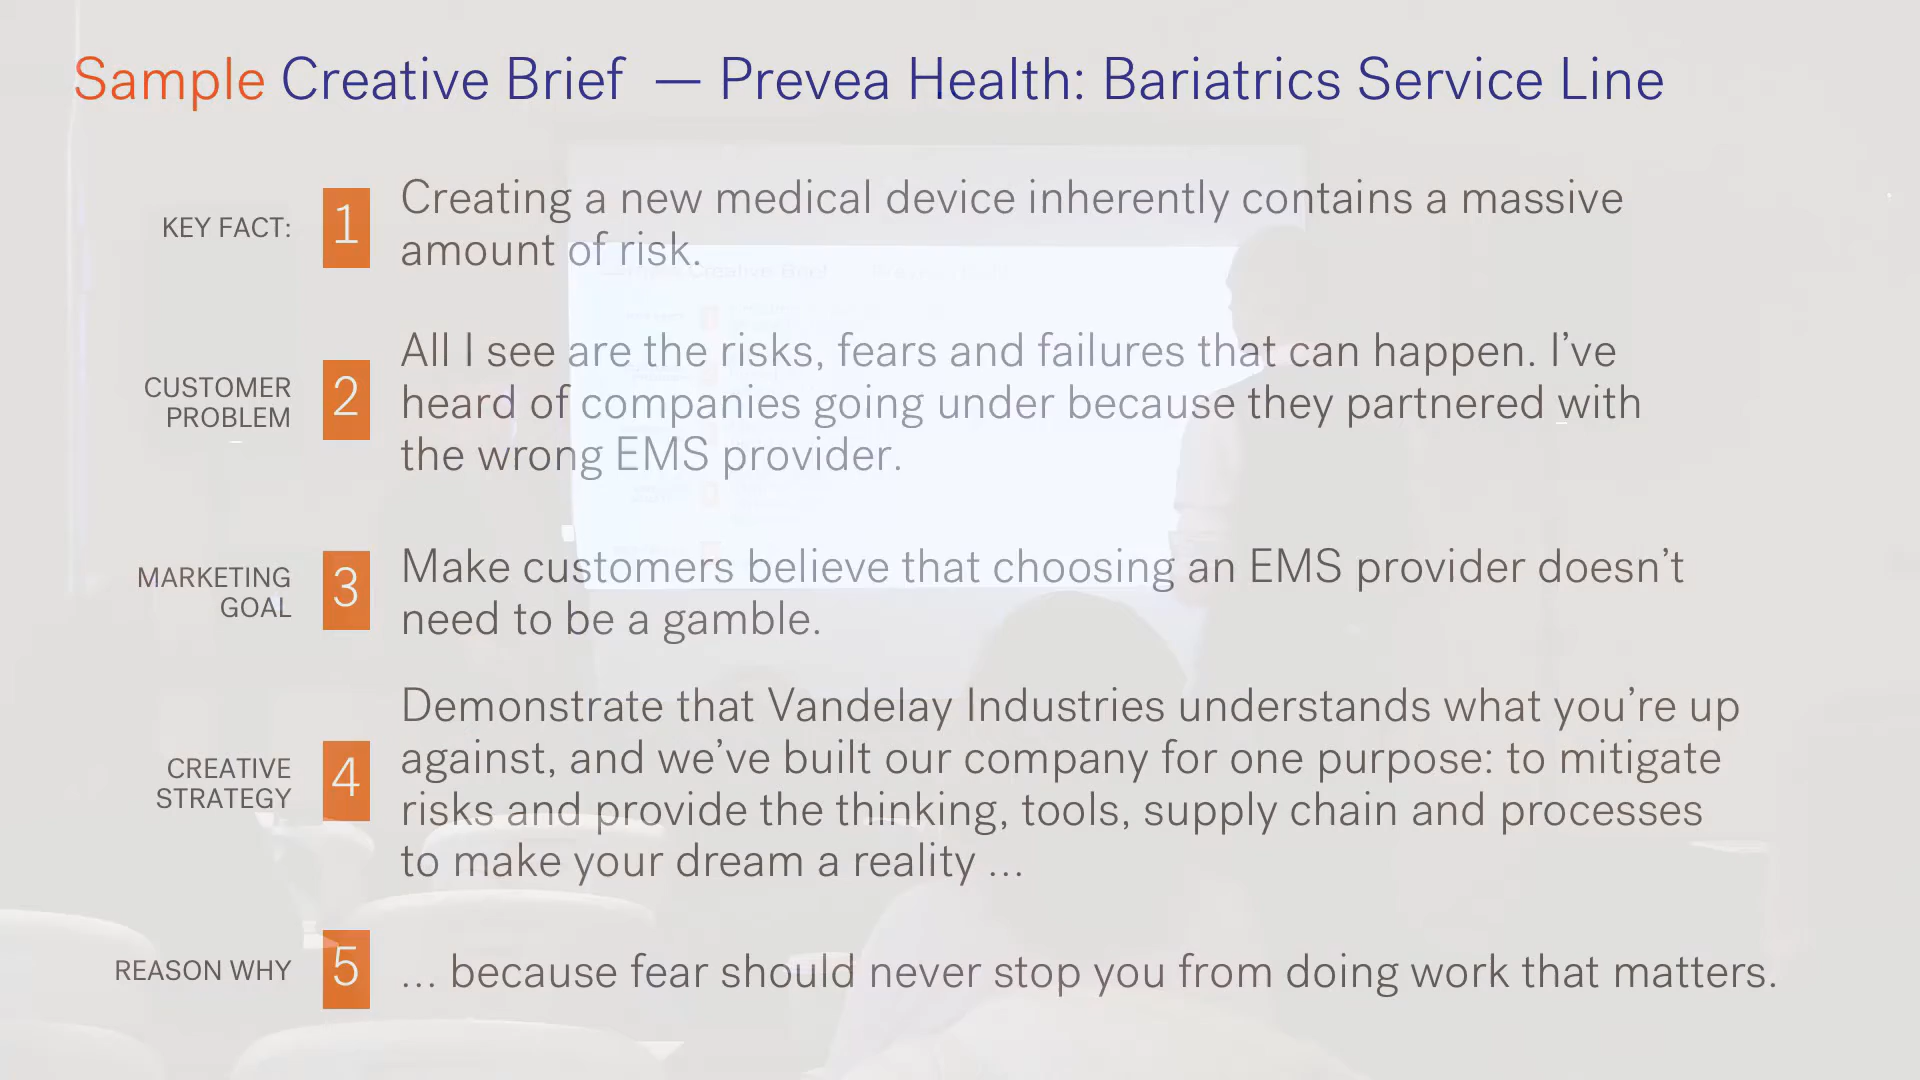 Sample Creative Brief — Prevea Health: Bariatrics Service Line
KEY FACT:
1
Creating a new medical device inherently contains a massive
amount of risk.
CUSTOMER
PROBLEM
2
All I see are the risks, fears and failures that can happen. I’ve
heard of companies going under because they partnered with
the wrong EMS provider.
MARKETING
GOAL
3
Make customers believe that choosing an EMS provider doesn’t
need to be a gamble.
CREATIVE
STRATEGY
4
Demonstrate that Vandelay Industries understands what you’re up
against, and we’ve built our company for one purpose: to mitigate
risks and provide the thinking, tools, supply chain and processes
to make your dream a reality ...
REASON WHY
5
... because fear should never stop you from doing work that matters.